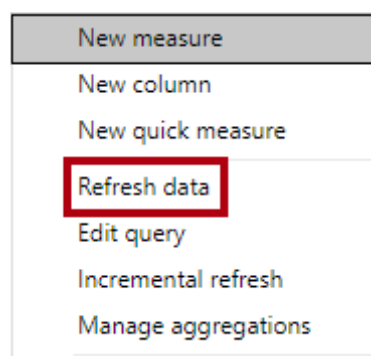 New measure
New column
New quick measure
Refresh data
Edit query
Incremental refresh
Manage aggregations